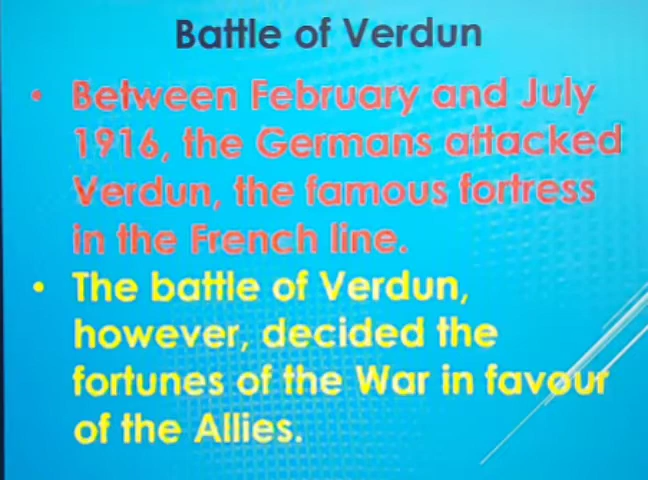 Battle of Verdun
• Between February and July
1916, the Germans attacked
Verdun, the famous fortress
in the French line.
• The battle of Verdun,
however, decided the
fortunes of the War in favour
of the Allies.